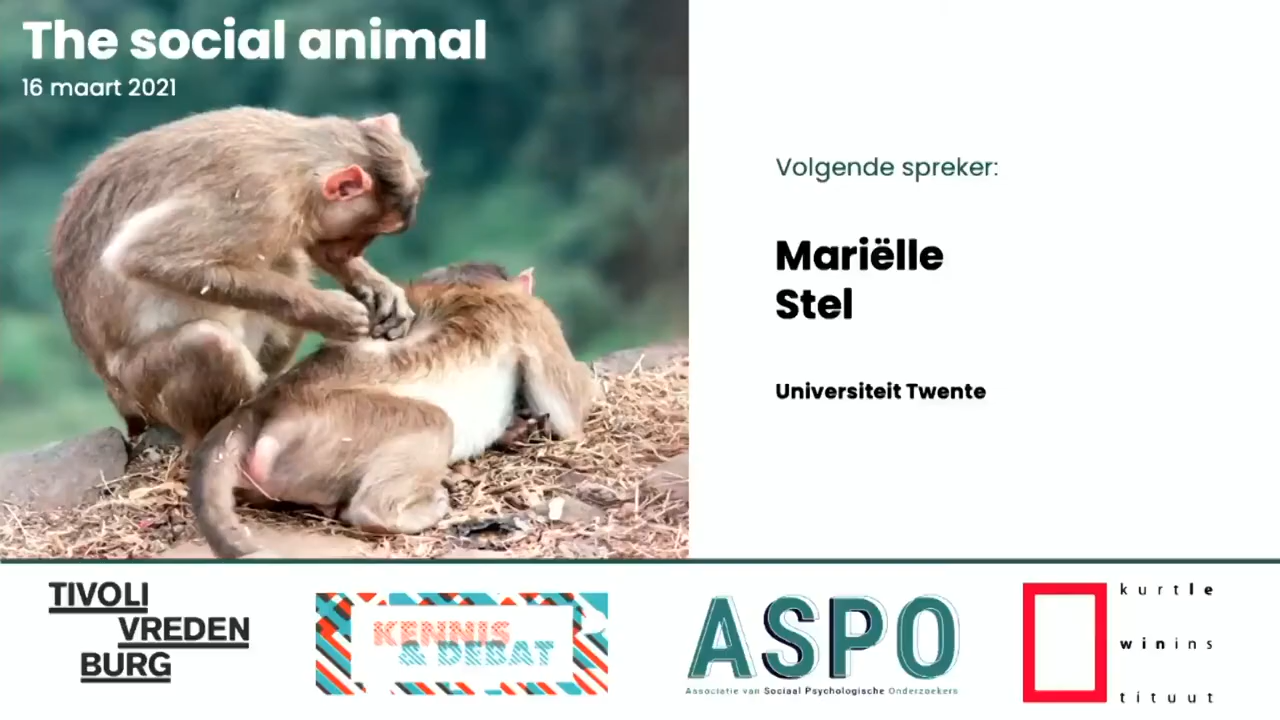 The social animal
16 maart 2021
Volgende spreker:
Mariëlle
Stel
Universiteit Twente
TIVOLI
VREDEN
BURG
KENNIS
& DEBAT
ASPO
Associatie van Sociaal Psychologische Onderzoekers
kurtle
winins
tituut